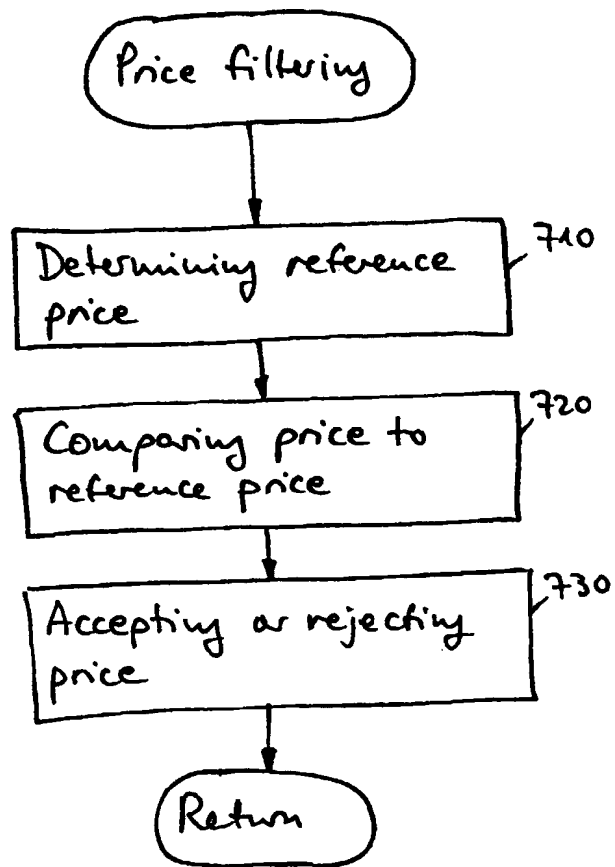 Price filtering
710
Determining reference
price
720
Comparing price to
reference price
730
Accepting or rejecting
price
Return